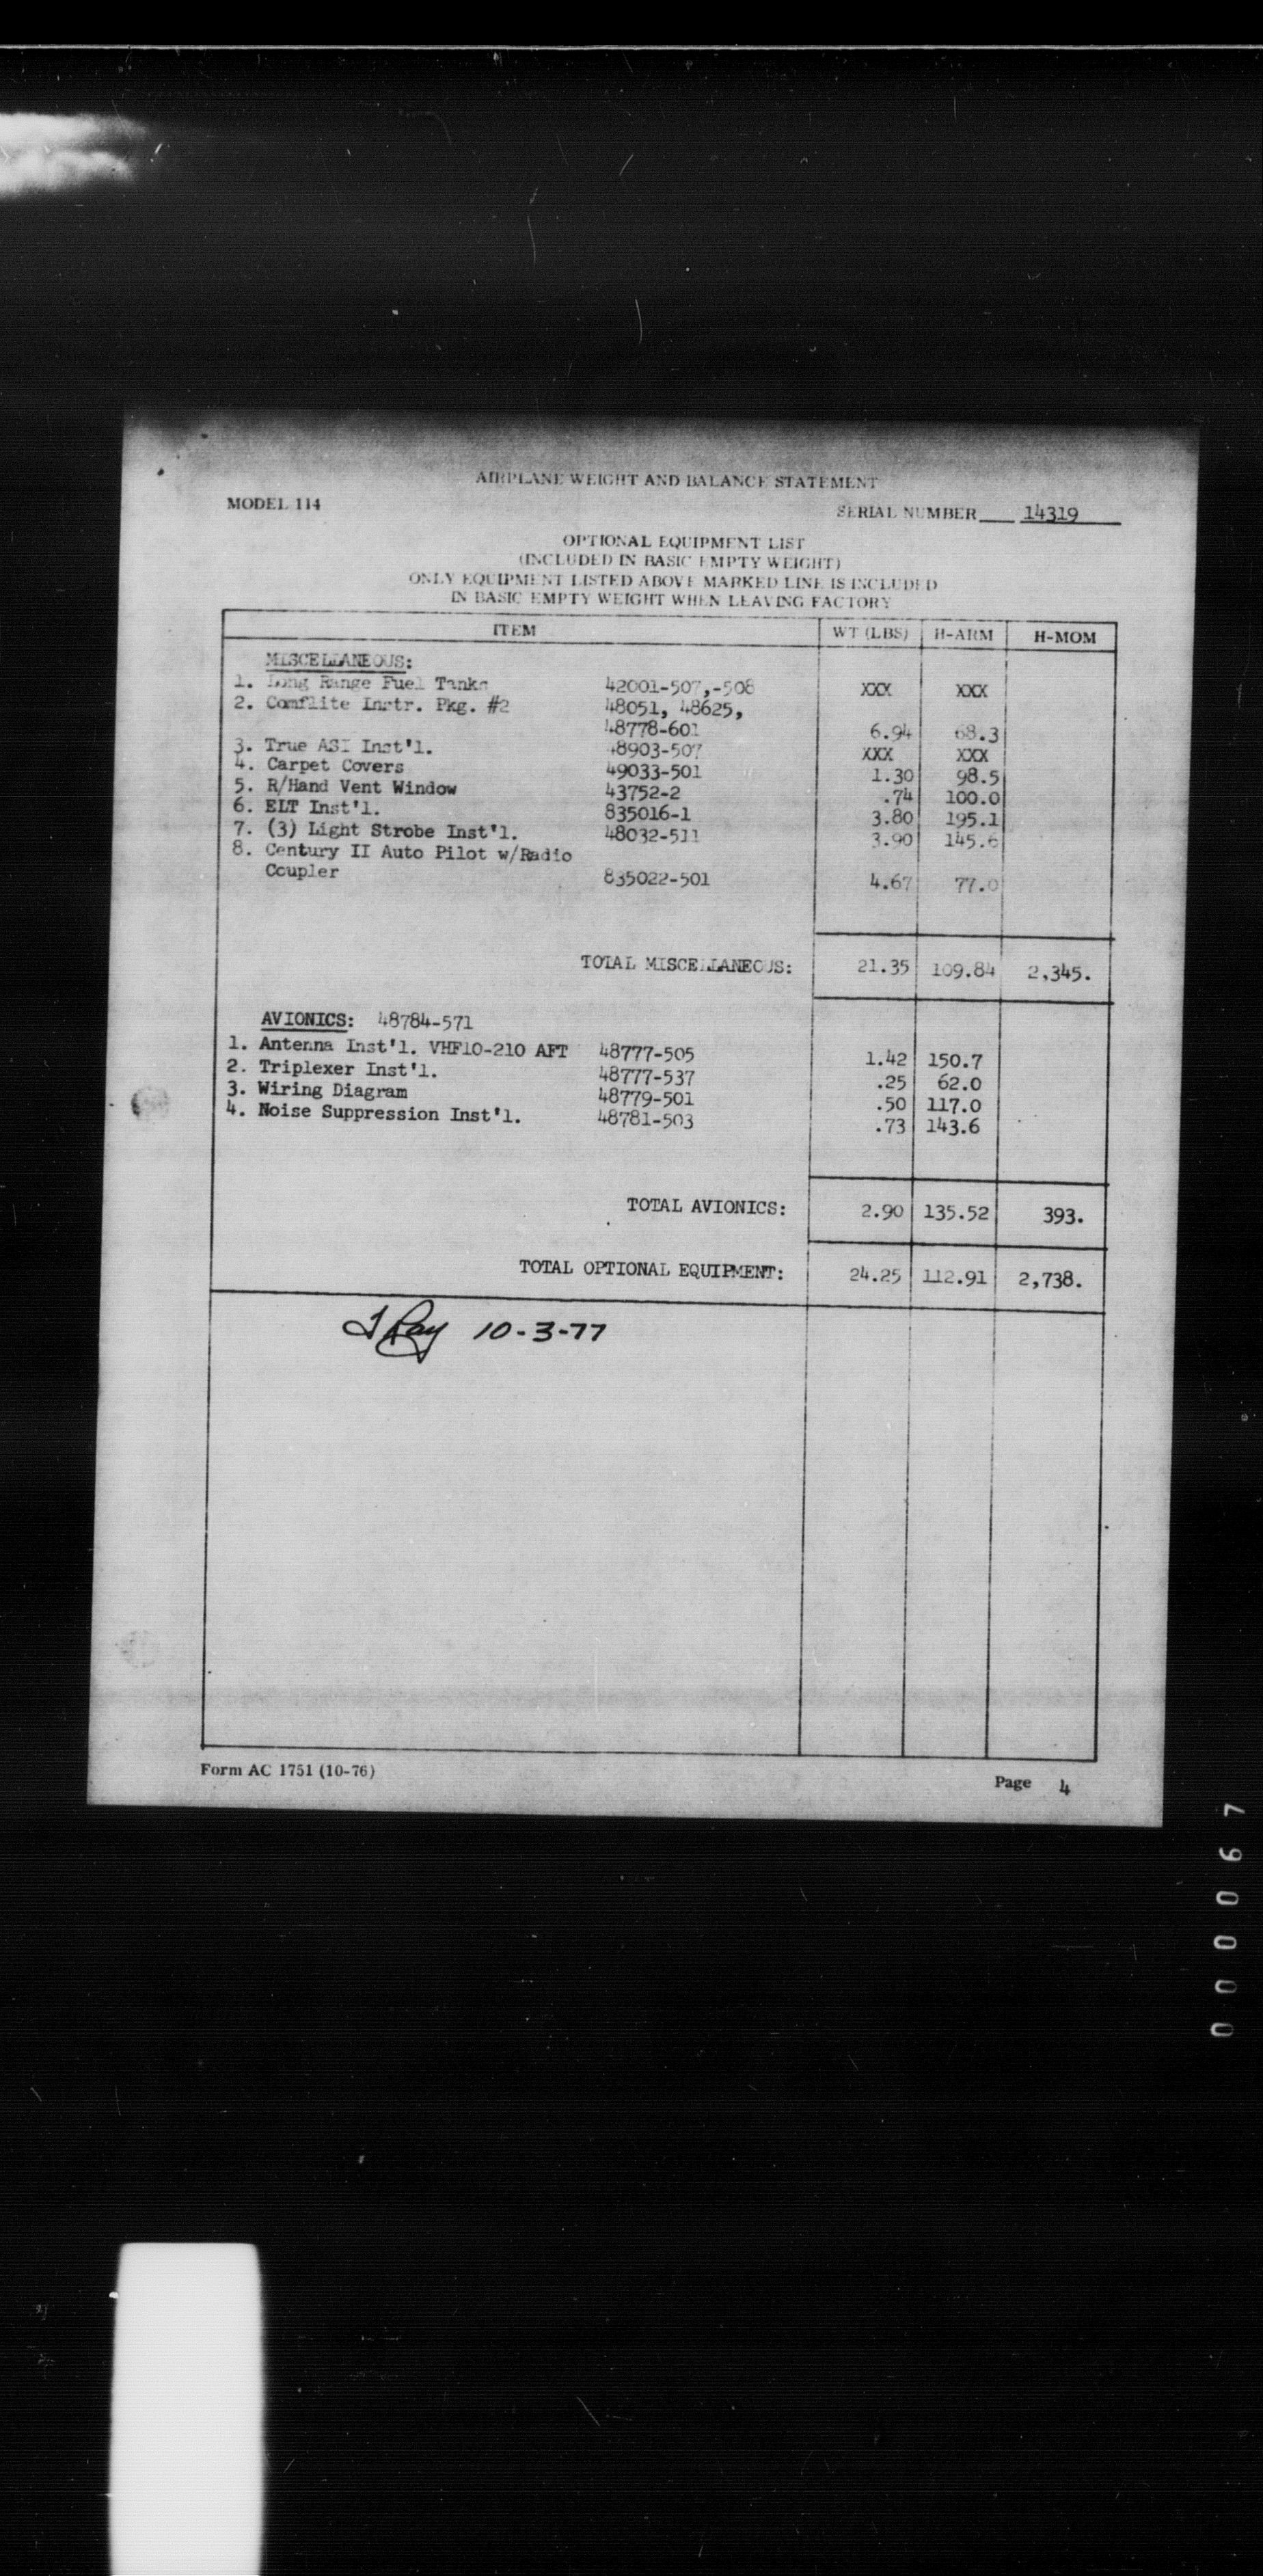 AIRPLANE WEIGHT AND BALANCE STATEMENT
MODEL 114 SERIAL NUMBER 14319
OPTIONAL EQUIPMENT LIST
(INCLUDED IN BASIC EMPTY WEIGHT)
ONLY EQUIPMENT LISTED ABOVE MARKED LINE IS INCLUDED
IN BASIC EMPTY WEIGHT WHEN LEAVING FACTORY
ITEM WT (LBS) H-ARM H-MOM
MISCELLANEOUS:
1. Long Range Fuel Tanks 42001-507,-508 XXX XXX
2. Comflite Instr. Pkg. #2 48051, 48625,
48778-601 6.94 68.3
3. True ASI Inst'l. 48903-507 XXX XXX
4. Carpet Covers 49033-501 1.30 98.5
5. R/Hand Vent Window 43752-2 .74 100.0
6. ELT Inst'l. 835016-1 3.80 195.1
7. (3) Light Strobe Inst'l. 48032-511 3.90 145.6
8. Century II Auto Pilot w/Radio
Coupler 835022-501 4.67 77.0
TOTAL MISCELLANEOUS: 21.35 109.84 2,345.
AVIONICS: 48784-571
1. Antenna Inst'l. VHF10-210 AFT 48777-505 1.42 150.7
2. Triplexer Inst'l. 48777-537 .25 62.0
3. Wiring Diagram 48779-501 .50 117.0
4. Noise Suppression Inst'l. 48781-503 .73 143.6
TOTAL AVIONICS: 2.90 135.52 393.
TOTAL OPTIONAL EQUIPMENT: 24.25 112.91 2,738.
J Ray 10-3-77
Form AC 1751 (10-76)
Page 4
000067